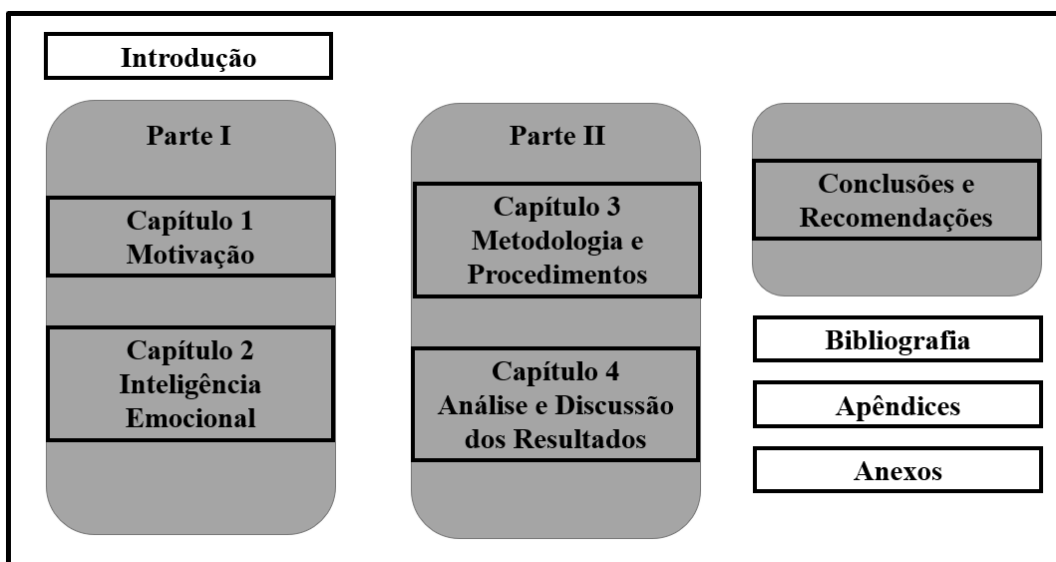 Introdução
Parte I
Capítulo 1
Motivação
Capítulo 2
Inteligência
Emocional
Parte II
Capítulo 3
Metodologia e
Procedimentos
Capítulo 4
Análise e Discussão
dos Resultados
Conclusões e
Recomendações
Bibliografia
Apêndices
Anexos